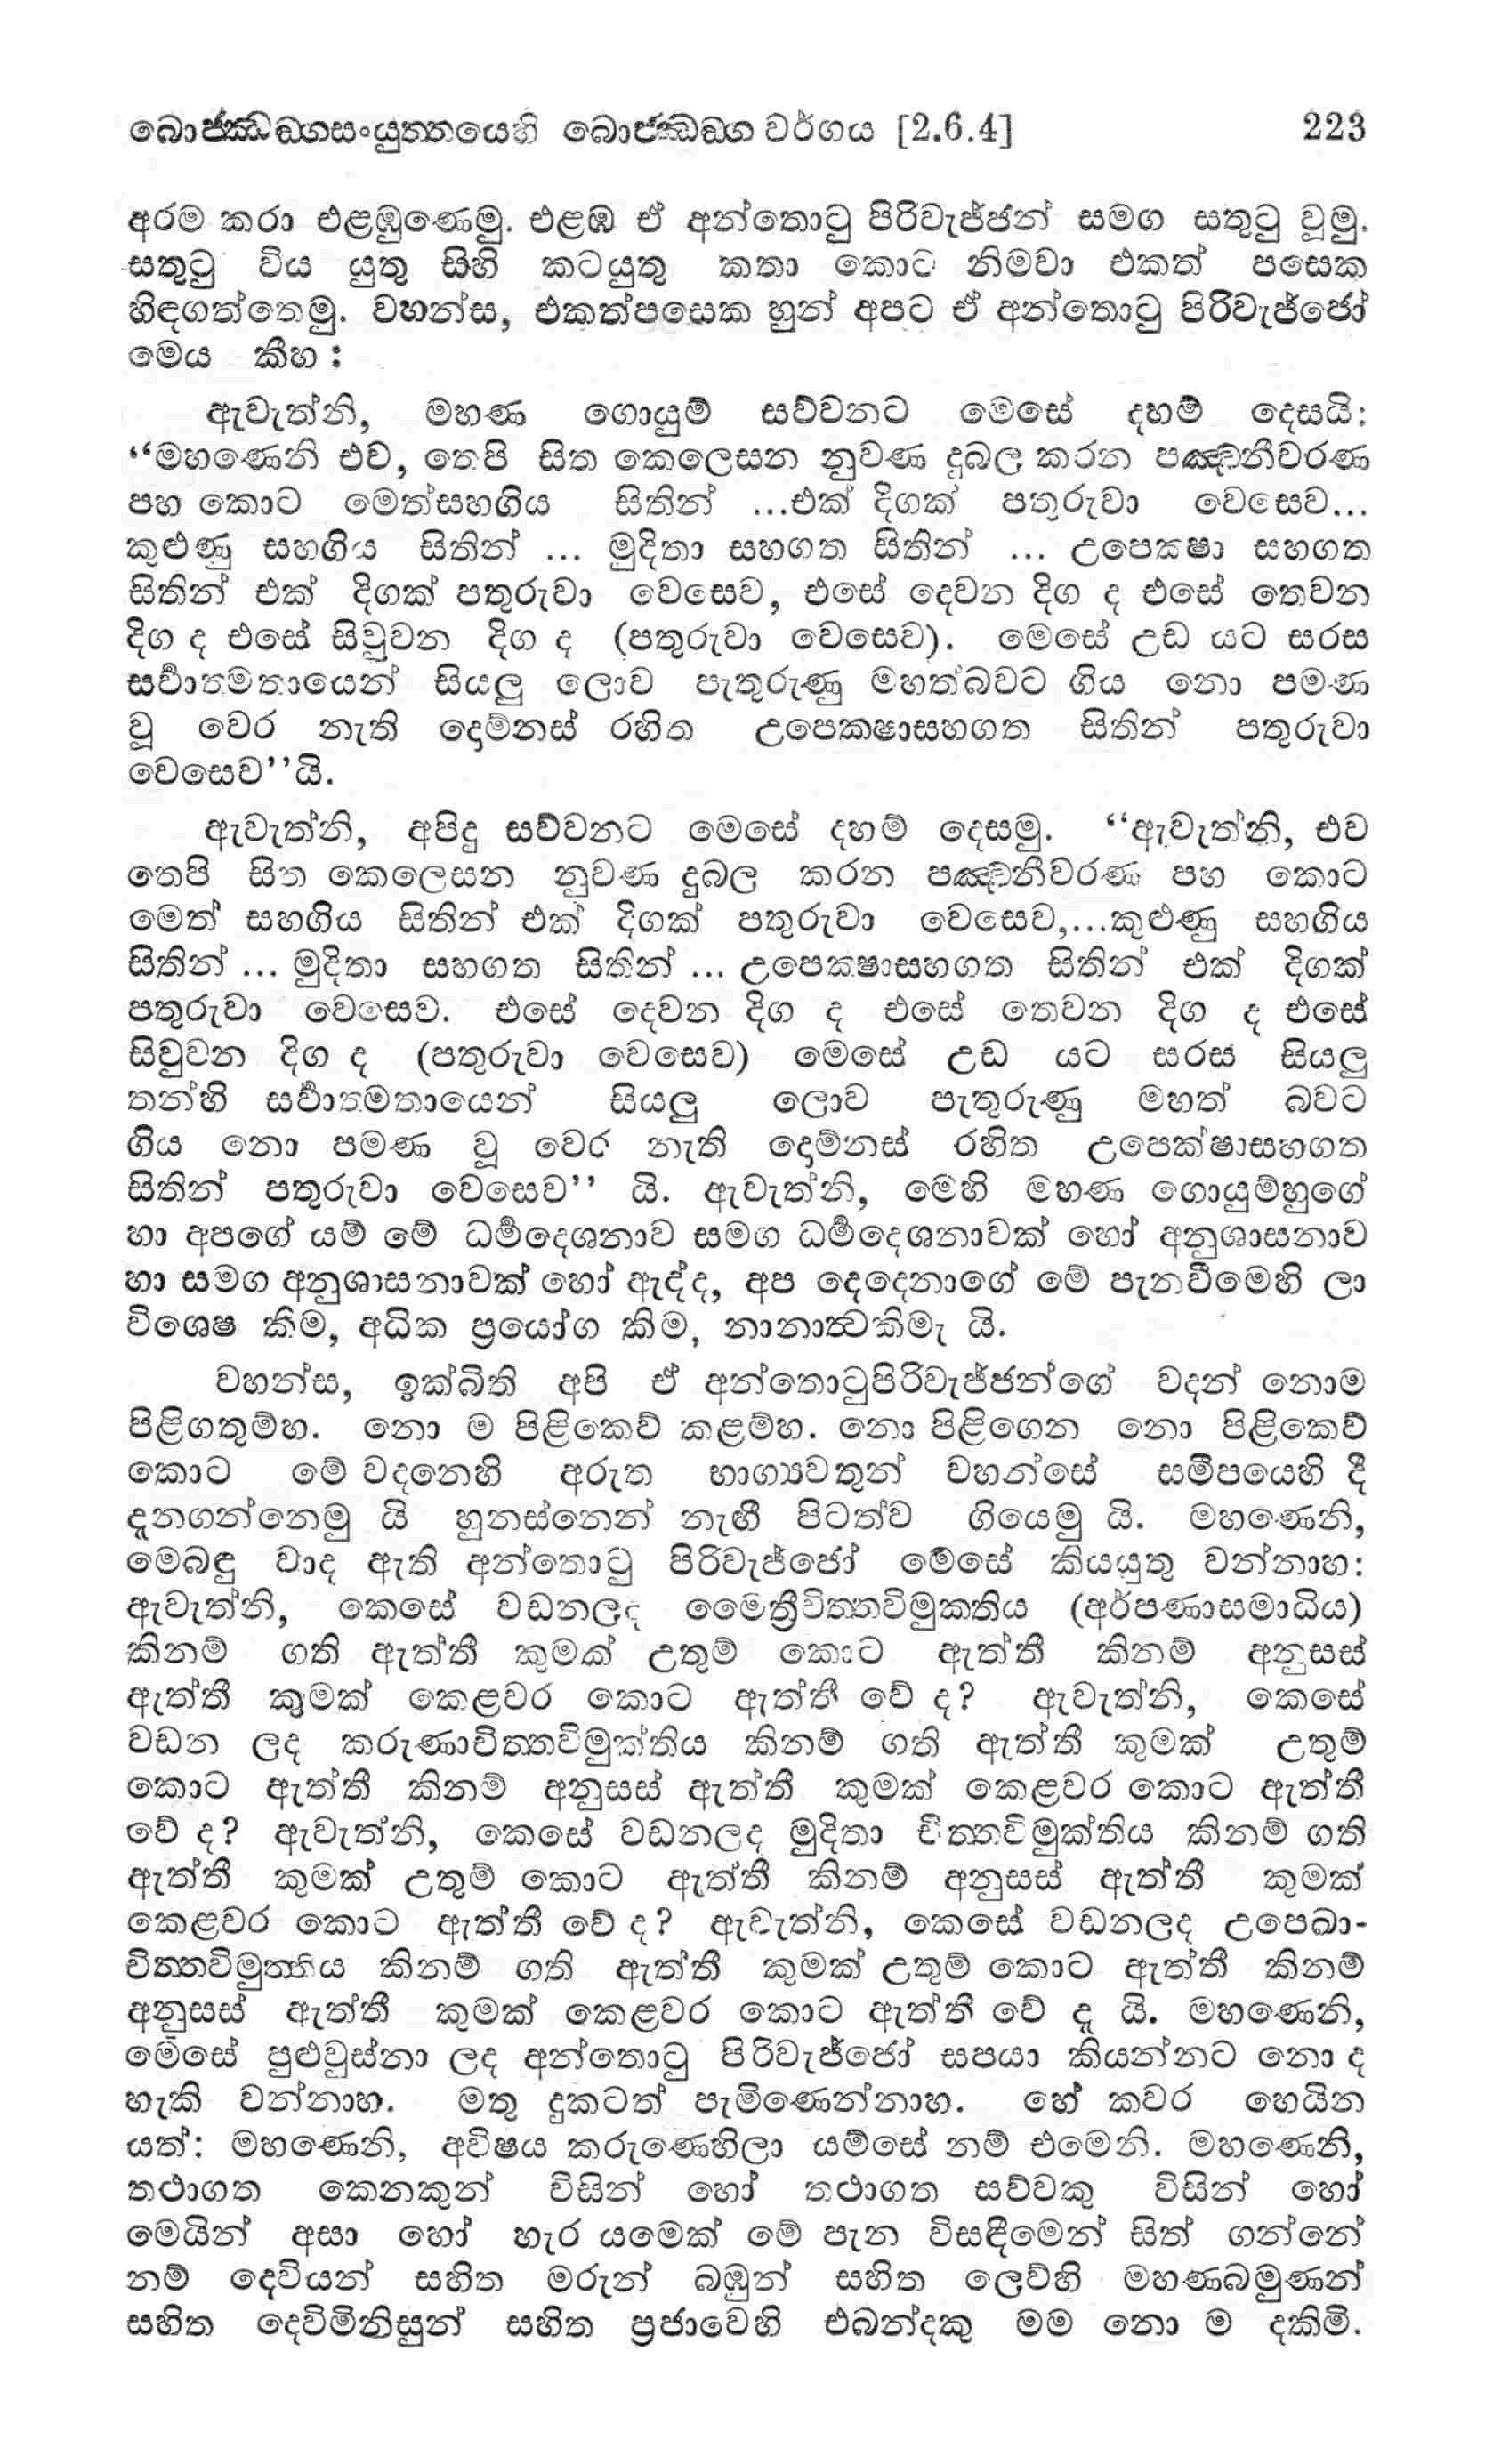 බොජ්ඣඞ්ගසංයුත්තයෙහි බොජ්ඣඞ්ග වර්ගය [2.6.4] 223
අරම කරා එළඹුණෙමු. එළඹ ඒ අන්තොටු පිරිවැජ්ජන් සමග සතුටු වූමු.
සතුටු විය යුතු සිහි කටයුතු කතා කොට නිමවා එකත් පසෙක
හිඳගත්තෙමු. වහන්ස, එකත්පසෙක හුන් අපට ඒ අන්තොටු පිරිවැජ්ජෝ
මෙය කීහ :
ඇවැත්නි, මහණ ගොයුම් සව්වනට මෙසේ දහම් දෙසයි:
“මහණෙනි එව, තෙපි සිත කෙලෙසන නුවණ දුබල කරන පඤ්චනීවරණ
පහ කොට මෙත්සහගිය සිතින් ...එක් දිගක් පතුරුවා වෙසෙව...
කුළුණු සහගිය සිතින් ... මුදිතා සහගත සිතින් ... උපෙක්ෂා සහගත
සිතින් එක් දිගක් පතුරුවා වෙසෙව, එසේ දෙවන දිග ද එසේ තෙවන
දිග ද එසේ සිවුවන දිග ද (පතුරුවා වෙසෙව). මෙසේ උඩ යට සරස
සර්‍වාත්මතායෙන් සියලු ලොව පැතුරුණු මහත්බවට ගිය නො පමණ
වූ වෙර නැති දොම්නස් රහිත උපෙක්ෂාසහගත සිතින් පතුරුවා
වෙසෙව’’යි.
ඇවැත්නි, අපිදු සව්වනට මෙසේ දහම් දෙසමු. “ඇවැත්නි, එව
තෙපි සිත කෙලෙසන නුවණ දුබල කරන පඤ්චනීවරණ පහ කොට
මෙත් සහගිය සිතින් එක් දිගක් පතුරුවා වෙසෙව,...කුළුණු සහගිය
සිතින් ... මුදිතා සහගත සිතින් ... උපෙක්ෂාසහගත සිතින් එක් දිගක්
පතුරුවා වෙසෙව. එසේ දෙවන දිග ද එසේ තෙවන දිග ද එසේ
සිවුවන දිග ද (පතුරුවා වෙසෙව) මෙසේ උඩ යට සරස සියලු
තන්හි සර්‍වාත්මතායෙන් සියලු ලොව පැතුරුණු මහත් බවට
ගිය නො පමණ වූ වෙර නැති දොම්නස් රහිත උපෙක්ෂාසහගත
සිතින් පතුරුවා වෙසෙව’’ යි. ඇවැත්නි, මෙහි මහණ ගොයුම්හුගේ
හා අපගේ යම් මේ ධර්‍මදෙශනාව සමග ධර්‍මදෙශනාවක් හෝ අනුශාසනාව
හා සමග අනුශාසනාවක් හෝ ඇද්ද, අප දෙදෙනාගේ මේ පැනවීමෙහි ලා
විශෙෂ කිම, අධික ප්‍රයෝග කිම, නානාත්‍වකිමැ යි.
වහන්ස, ඉක්බිති අපි ඒ අන්තොටුපිරිවැජ්ජන්ගේ වදන් නොම
පිළිගතුම්හ. නො ම පිළිකෙව් කළම්හ. නො පිළිගෙන නො පිළිකෙව්
කොට මේ වදනෙහි අරුත භාග්‍යවතුන් වහන්සේ සමීපයෙහි දී
දැනගන්නෙමු යි හුනස්නෙන් නැඟී පිටත්ව ගියෙමු යි. මහණෙනි,
මෙබඳු වාද ඇති අන්තොටු පිරිවැජ්ජෝ මෙසේ කියයුතු වන්නාහ:
ඇවැත්නි, කෙසේ වඩනලද මෛත්‍රීචිත්තවිමුක්තිය (අර්පණාසමාධිය)
කිනම් ගති ඇත්තී කුමක් උතුම් කොට ඇත්තී කිනම් අනුසස්
ඇත්තී කුමක් කෙළවර කොට ඇත්තී වේ ද? ඇවැත්නි, කෙසේ
වඩන ලද කරුණාචිත්තවිමුක්තිය කිනම් ගති ඇත්තී කුමක් උතුම්
කොට ඇත්තී කිනම් අනුසස් ඇත්තී කුමක් කෙළවර කොට ඇත්තී
වේ ද? ඇවැත්නි, කෙසේ වඩනලද මුදිතා චිත්තවිමුක්තිය කිනම් ගති
ඇත්තී කුමක් උතුම් කොට ඇත්තී කිනම් අනුසස් ඇත්තී කුමක්
කෙළවර කොට ඇත්තී වේ ද? ඇවැත්නි, කෙසේ වඩනලද උපෙඛා-
චිත්තවිමුත්තිය කිනම් ගති ඇත්තී කුමක් උතුම් කොට ඇත්තී කිනම්
අනුසස් ඇත්තී කුමක් කෙළවර කොට ඇත්තී වේ දැ යි. මහණෙනි,
මෙසේ පුළුවුස්නා ලද අන්තොටු පිරිවැජ්ජෝ සපයා කියන්නට නො ද
හැකි වන්නාහ. මතු දුකටත් පැමිණෙන්නාහ. හේ කවර හෙයින
යත්: මහණෙනි, අවිෂය කරුණෙහිලා යම්සේ නම් එමෙනි. මහණෙනි,
තථාගත කෙනකුන් විසින් හෝ තථාගත සව්වකු විසින් හෝ
මෙයින් අසා හෝ හැර යමෙක් මේ පැන විසඳීමෙන් සිත් ගන්නේ
නම් දෙවියන් සහිත මරුන් බඹුන් සහිත ලෙව්හි මහණබමුණන්
සහිත දෙවිමිනිසුන් සහිත ප්‍රජාවෙහි එබන්දකු මම නො ම දකිමි.